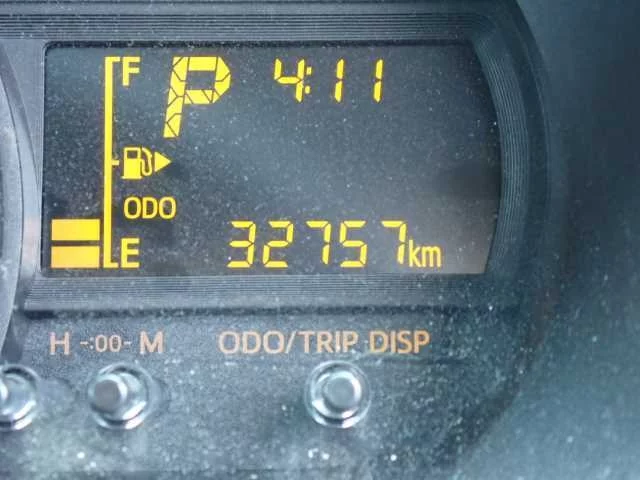 F P 4:11
ODO
E 32757km
H -:00- M ODO/TRIP DISP